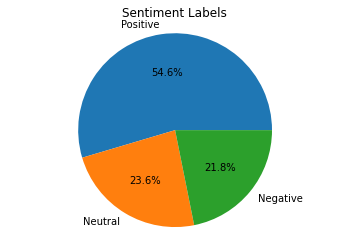 Sentiment Labels
Positive
54.6%
23.6%
21.8%
Neutral
Negative